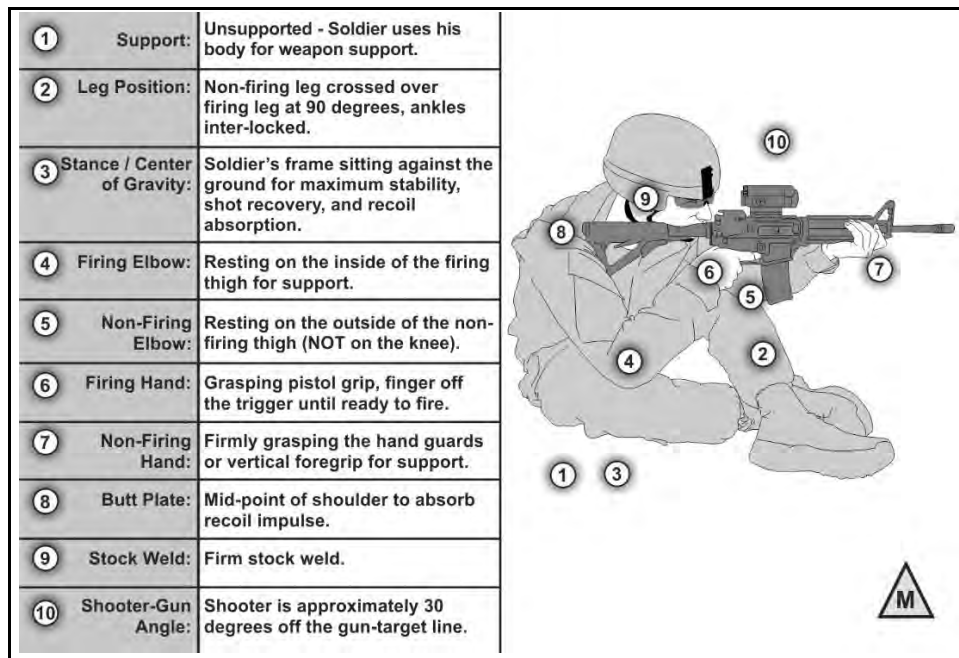 1 Support: Unsupported - Soldier uses his
body for weapon support.
2 Leg Position: Non-firing leg crossed over
firing leg at 90 degrees, ankles
inter-locked.
3 Stance / Center
of Gravity:
Soldier's frame sitting against the
ground for maximum stability,
shot recovery, and recoil
absorption.
4 Firing Elbow: Resting on the inside of the firing
thigh for support.
5 Non-Firing
Elbow:
Resting on the outside of the non-
firing thigh (NOT on the knee).
6 Firing Hand: Grasping pistol grip, finger off
the trigger until ready to fire.
7 Non-Firing
Hand:
Firmly grasping the hand guards
or vertical foregrip for support.
8 Butt Plate: Mid-point of shoulder to absorb
recoil impulse.
9 Stock Weld: Firm stock weld.
10 Shooter-Gun
Angle:
Shooter is approximately 30
degrees off the gun-target line.
10
9
8
6
7
5
4
2
1
3
M